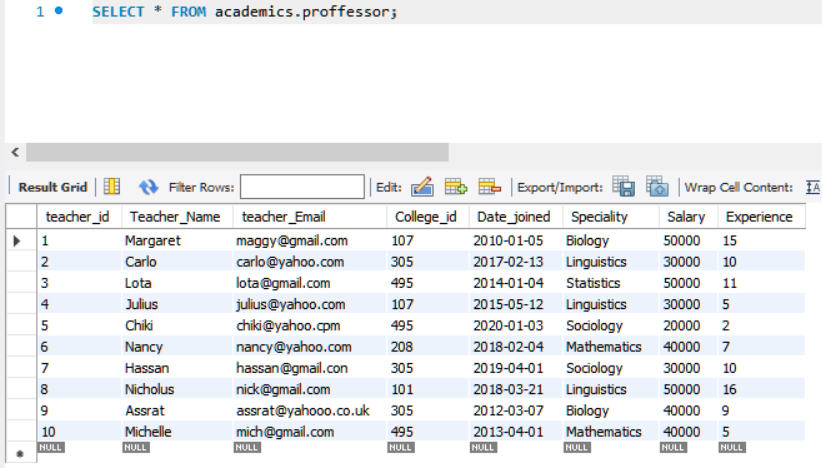 1 SELECT * FROM academics.proffessor;
Result Grid Filter Rows: Edit: Export/Import: Wrap Cell Content: IA
teacher_id Teacher_Name teacher_Email College_id Date_joined Speciality Salary Experience
1 Margaret maggy@gmail.com 107 2010-01-05 Biology 50000 15
2 Carlo carlo@yahoo.com 305 2017-02-13 Linguistics 30000 10
3 Lota lota@gmail.com 495 2014-01-04 Statistics 50000 11
4 Julius julius@yahoo.com 107 2015-05-12 Linguistics 30000 5
5 Chiki chiki@yahoo.cpm 495 2020-01-03 Sociology 20000 2
6 Nancy nancy@yahoo.com 208 2018-02-04 Mathematics 40000 7
7 Hassan hassan@gmail.con 305 2019-04-01 Sociology 30000 10
8 Nicholus nick@gmail.com 101 2018-03-21 Linguistics 50000 16
9 Assrat assrat@yahooo.co.uk 305 2012-03-07 Biology 40000 9
10 Michelle mich@gmail.com 495 2013-04-01 Mathematics 40000 5
NULL NULL NULL NULL NULL NULL NULL NULL